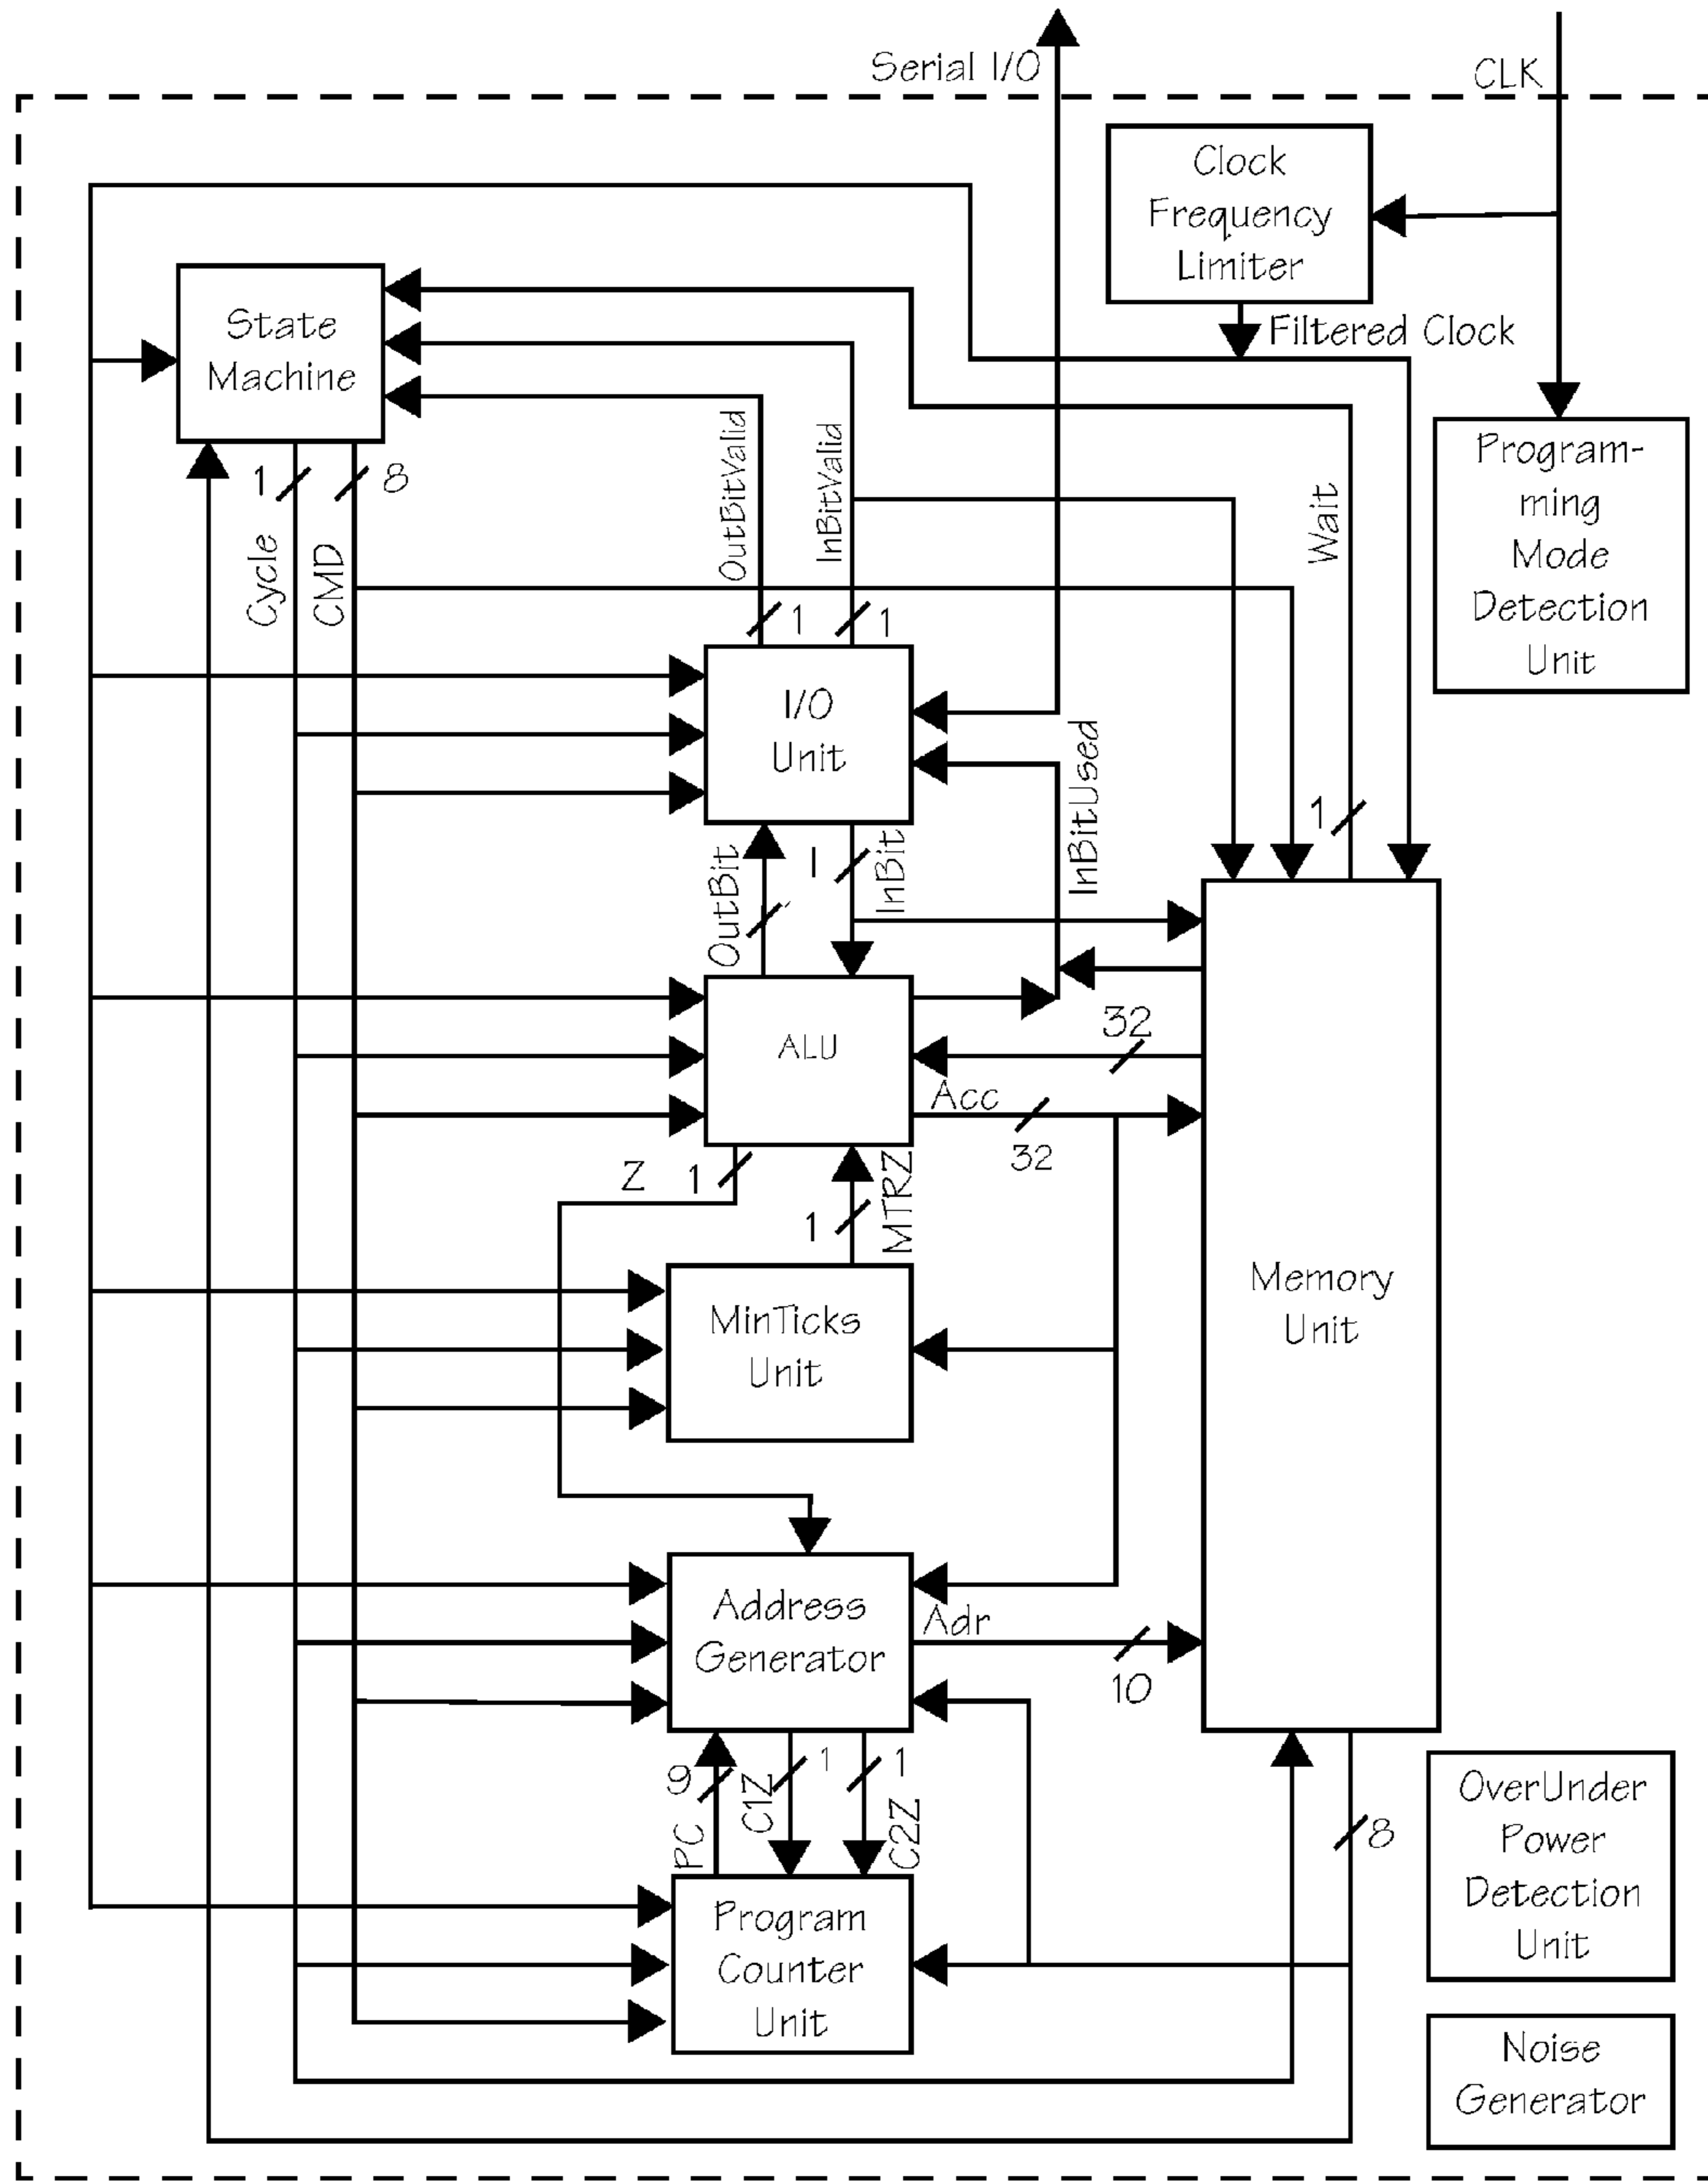 Serial I/O
CLK
Clock
Frequency
Limiter
Filtered Clock
State
Machine
1
8
Cycle
CMD
OutBitValid
InBitValid
Wait
Program-
ming
Mode
Detection
Unit
1
1
I/O
Unit
InBitUsed
1
OutBit
1
InBit
ALU
32
Acc
32
Z
1
1
MTRZ
MinTicks
Unit
Memory
Unit
Address
Generator
Adr
10
9
PC
C1Z
1
1
C2Z
8
Program
Counter
Unit
OverUnder
Power
Detection
Unit
Noise
Generator